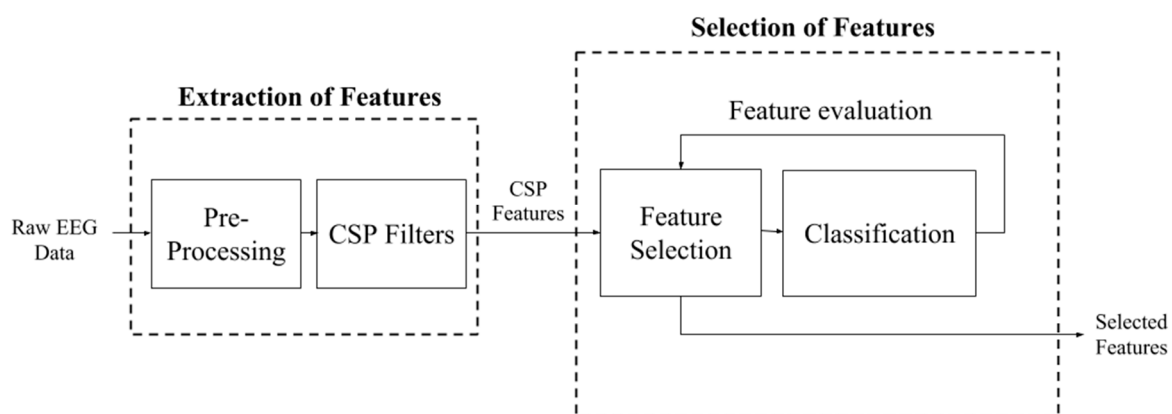 Selection of Features
Extraction of Features
Feature evaluation
Raw EEG
Data
Pre-
Processing
CSP Filters
CSP
Features
Feature
Selection
Classification
Selected
Features